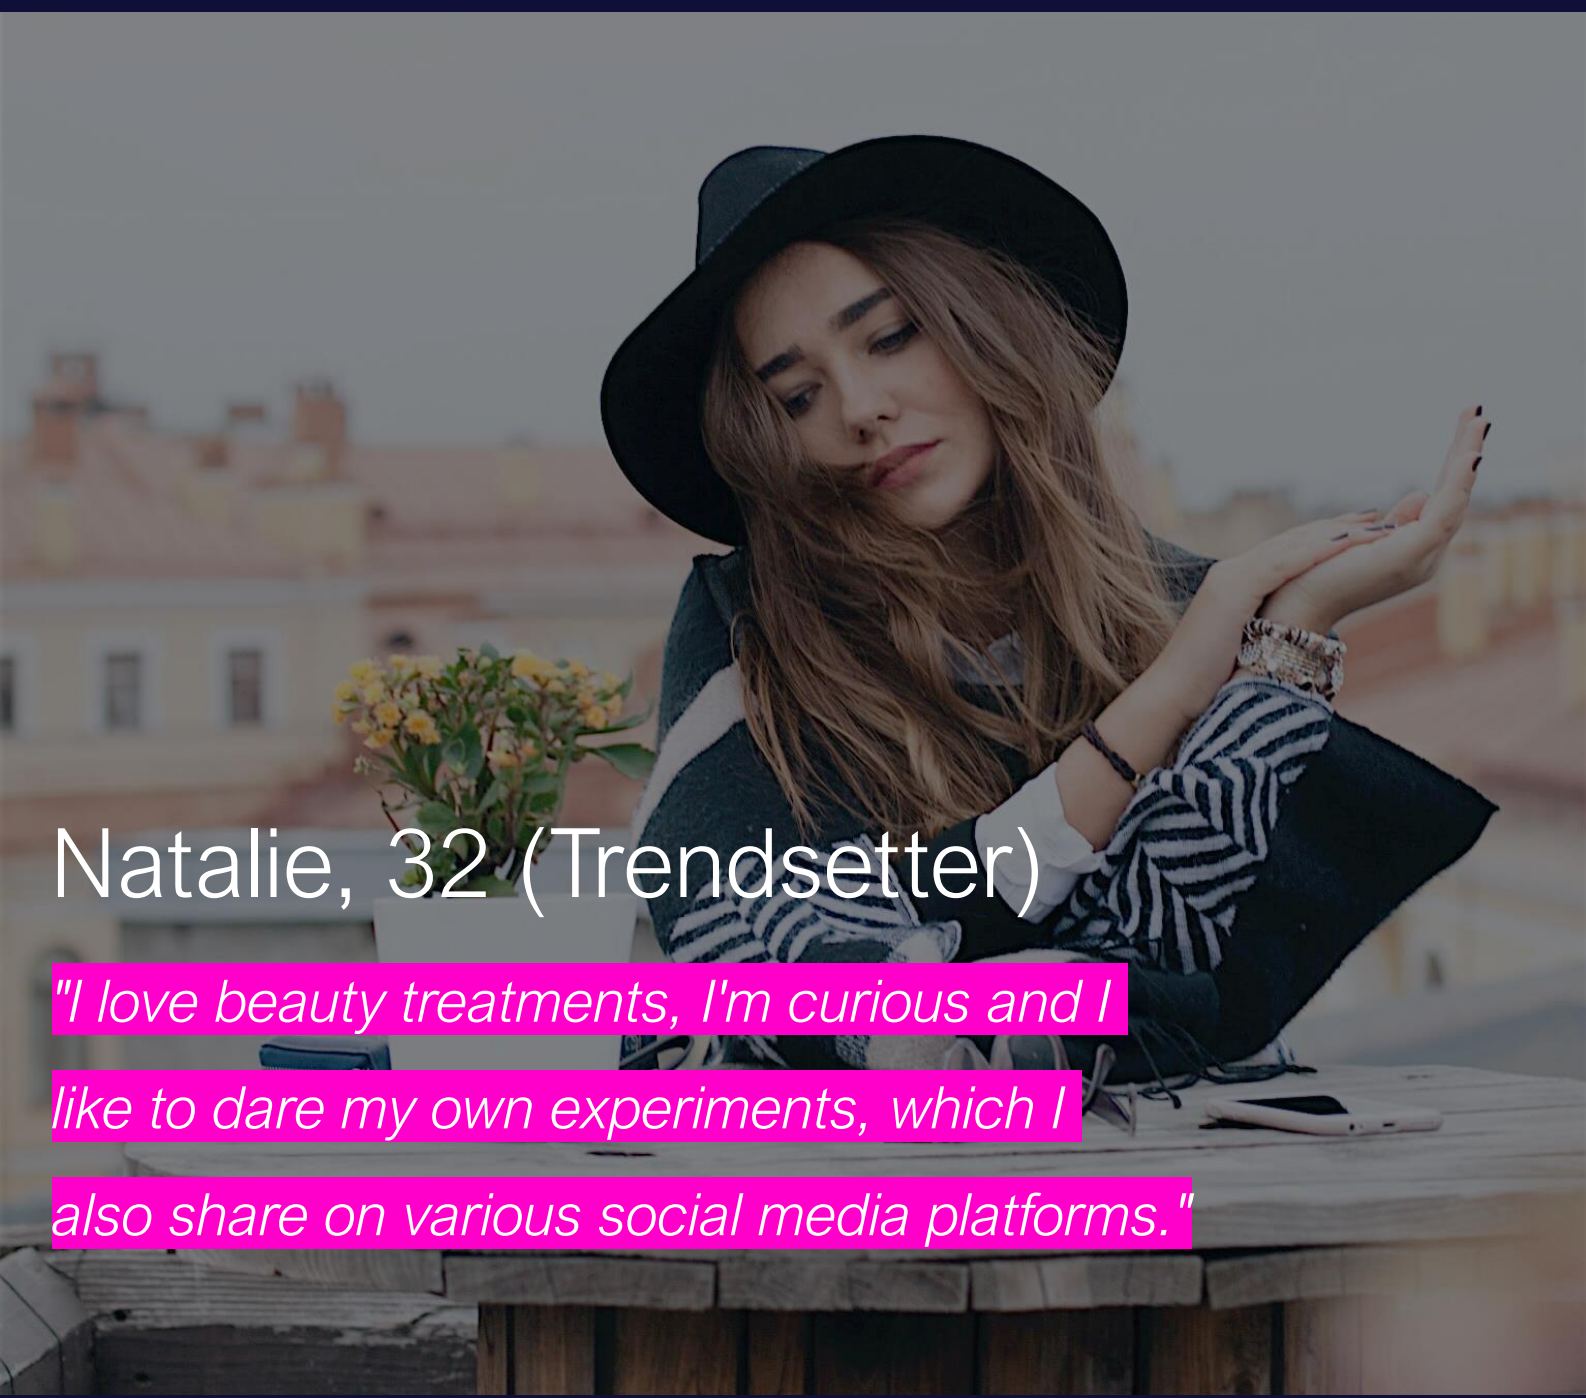 Natalie, 32 (Trendsetter)
"I love beauty treatments, I'm curious and I
like to dare my own experiments, which I
also share on various social media platforms."